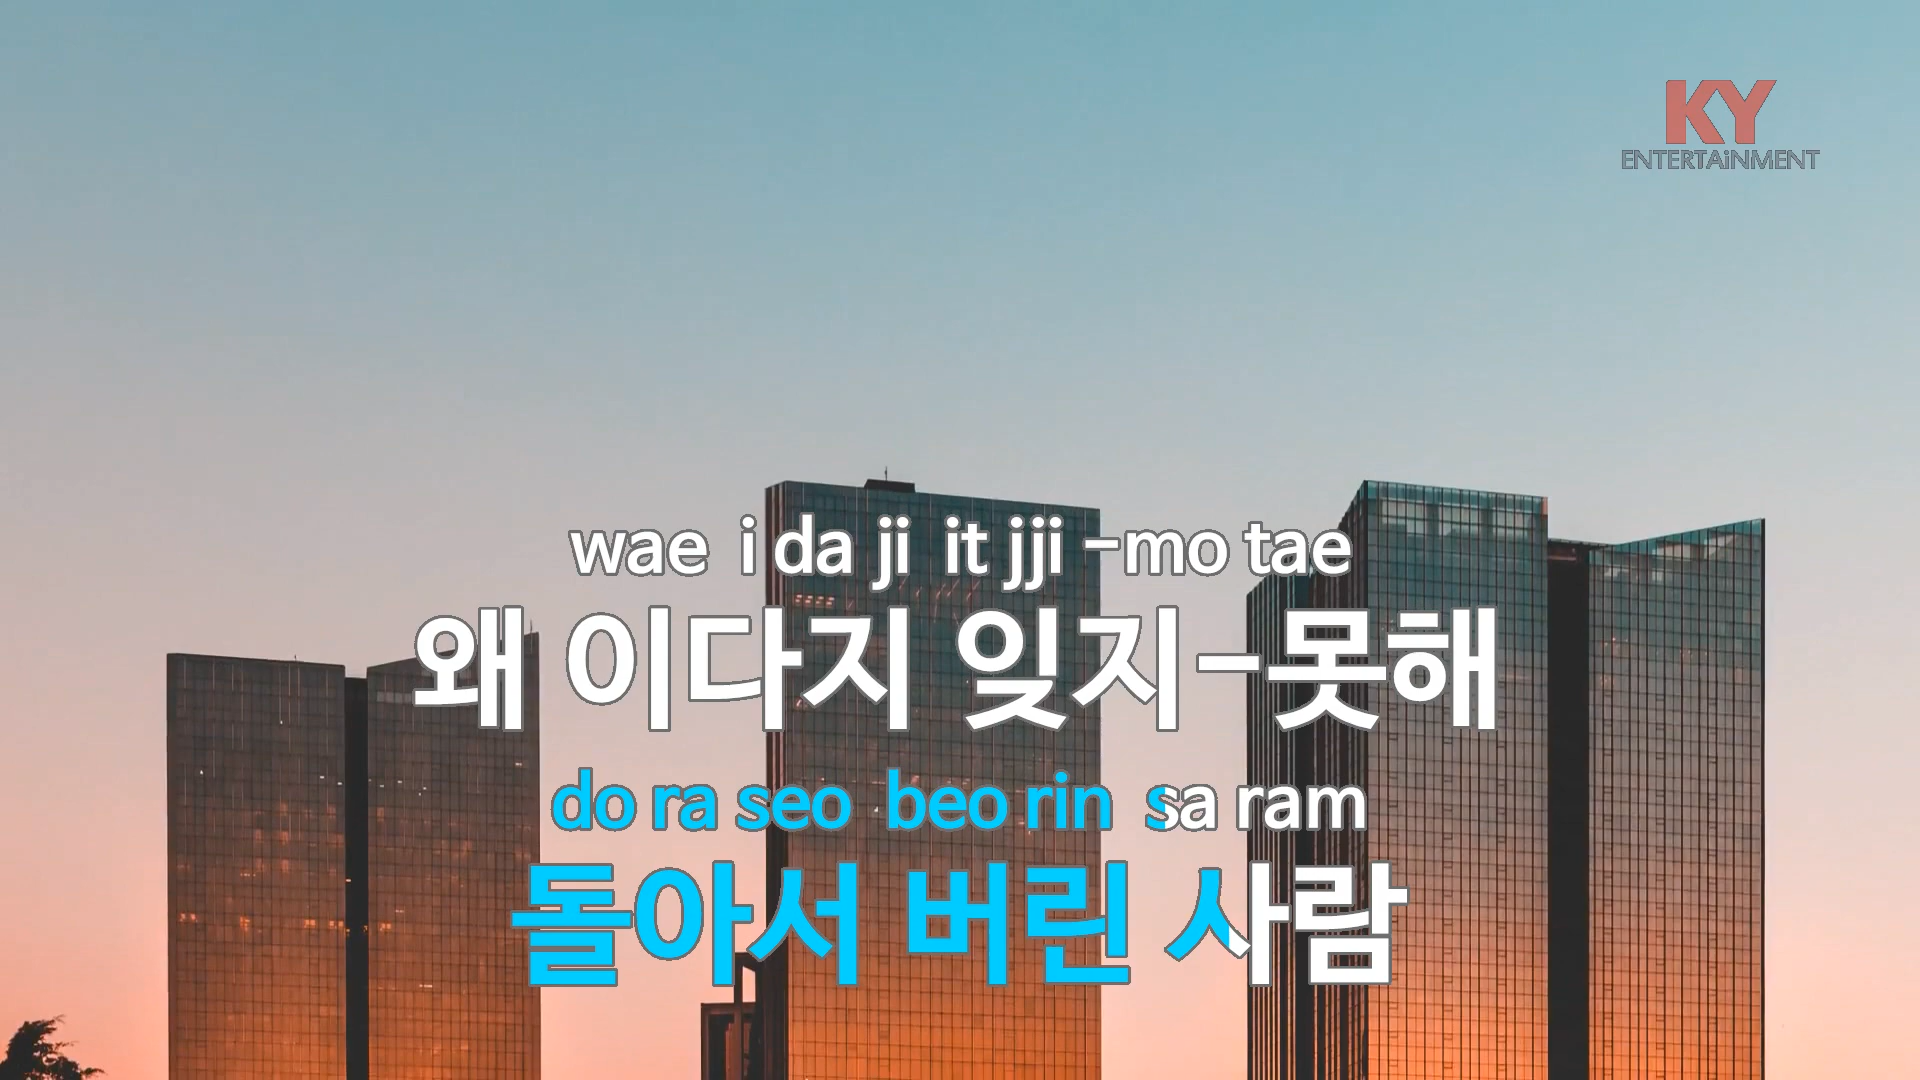 KY
ENTERTAiNMENT
wae i da ji it jji -mo tae
왜 이다지 잊지-못해
do ra seo beo rin sa ram
돌아서 버린 사람